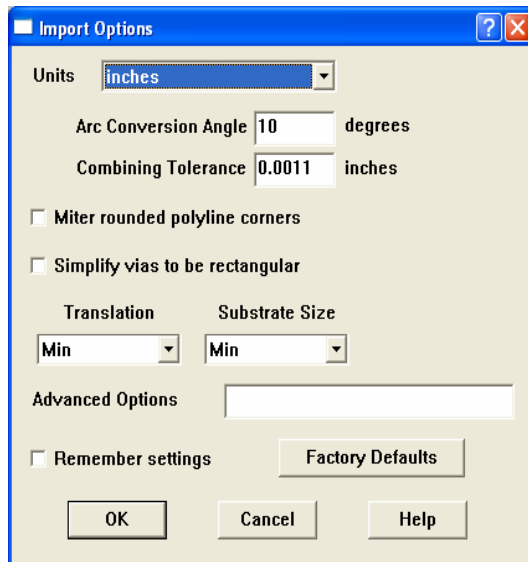 Import Options
Units inches
Arc Conversion Angle 10 degrees
Combining Tolerance 0.0011 inches
Miter rounded polyline corners
Simplify vias to be rectangular
Translation Substrate Size
Min Min
Advanced Options
Remember settings Factory Defaults
OK Cancel Help